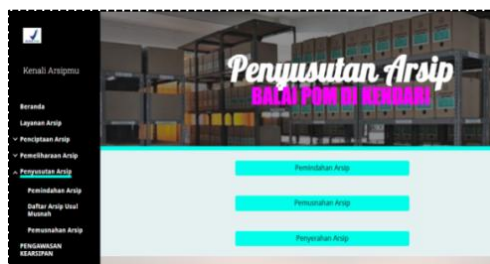 Kenali Arsipmu
Beranda
Layanan Arsip
Penciptaan Arsip
Pemeliharaan Arsip
Penyusutan Arsip
Pemindahan Arsip
Daftar Arsip Usul
Musnah
Pemusnahan Arsip
PENGAWASAN
KEARSIPAN
Penyusutan Arsip
BALAI POM DI KENDARI
Pemindahan Arsip
Pemusnahan Arsip
Penyerahan Arsip